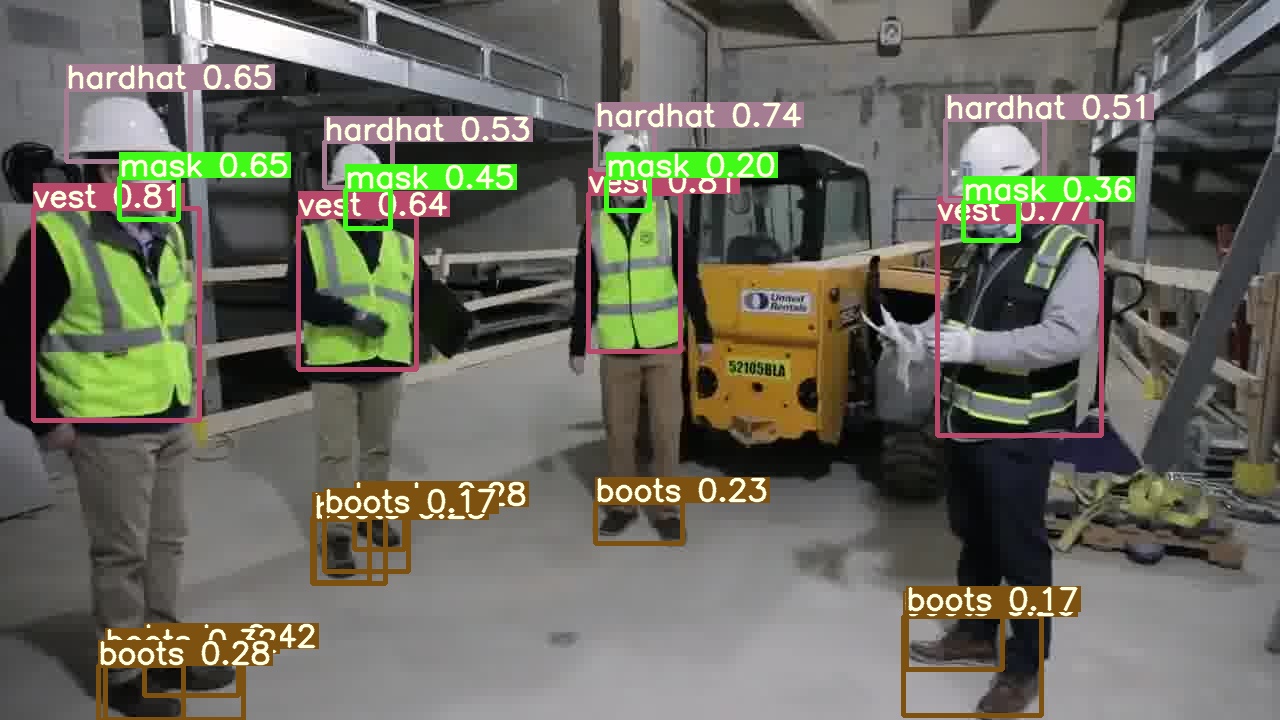 hardhat 0.65
hardhat 0.53
hardhat 0.74
hardhat 0.51
mask 0.65
mask 0.45
mask 0.20
mask 0.36
vest 0.81
vest 0.64
vest 0.81
vest 0.77
United
Rentals
52105BLA
boots 0.17
boots 0.23
boots 0.17
boots 0.28